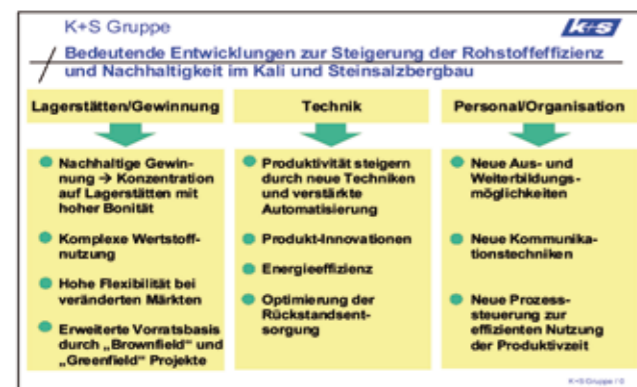 K+S Gruppe
k+s
Bedeutende Entwicklungen zur Steigerung der Rohstoffeffizienz
und Nachhaltigkeit im Kali und Steinsalzbergbau
Lagerstätten/Gewinnung
Nachhaltige Gewin-
nung → Konzentration
auf Lagerstätten mit
hoher Bonität
Komplexe Wertstoff-
nutzung
Hohe Flexibilität bei
veränderten Märkten
Erweiterte Vorratsbasis
durch „Brownfield“ und
„Greenfield“ Projekte
Technik
Produktivität steigern
durch neue Techniken
und verstärkte
Automatisierung
Produkt-Innovationen
Energieeffizienz
Optimierung der
Rückstandsent-
sorgung
Personal/Organisation
Neue Aus- und
Weiterbildungs-
möglichkeiten
Neue Kommunika-
tionstechniken
Neue Prozess-
steuerung zur
effizienten Nutzung
der Produktivzeit
K+S Gruppe / 0